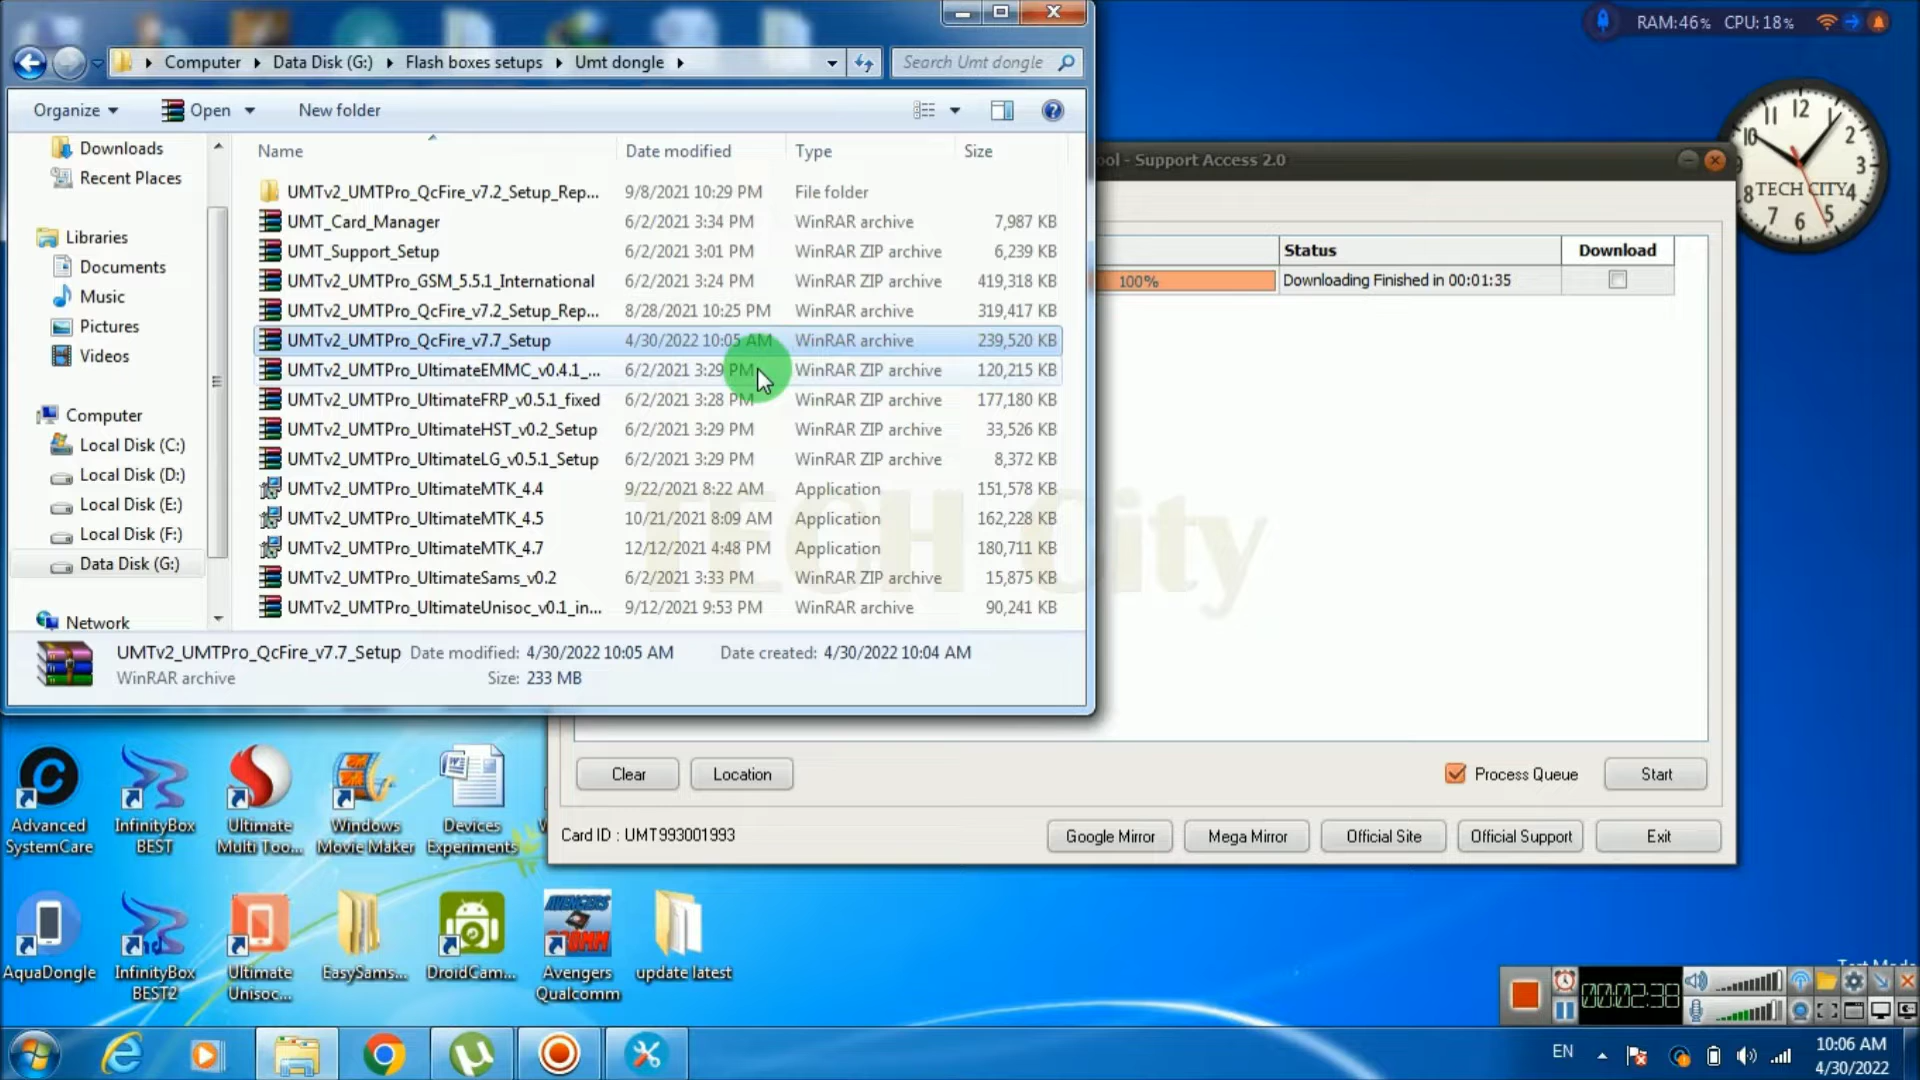 RAM:46% CPU:18%
Computer Data Disk (G:) Flash boxes setups Umt dongle
Search Umt dongle
Organize Open New folder
Name Date modified Type Size
UMTv2_UMTPro_QcFire_v7.2_Setup_Rep... 9/8/2021 10:29 PM File folder
UMT_Card_Manager 6/2/2021 3:34 PM WinRAR archive 7,987 KB
UMT_Support_Setup 6/2/2021 3:01 PM WinRAR ZIP archive 6,239 KB
UMTv2_UMTPro_GSM_5.5.1_International 6/2/2021 3:24 PM WinRAR archive 419,318 KB
UMTv2_UMTPro_QcFire_v7.2_Setup_Rep... 8/28/2021 10:25 PM WinRAR archive 319,417 KB
UMTv2_UMTPro_QcFire_v7.7_Setup 4/30/2022 10:05 AM WinRAR archive 239,520 KB
UMTv2_UMTPro_UltimateEMMC_v0.4.1_... 6/2/2021 3:29 PM WinRAR ZIP archive 120,215 KB
UMTv2_UMTPro_UltimateFRP_v0.5.1_fixed 6/2/2021 3:28 PM WinRAR ZIP archive 177,180 KB
UMTv2_UMTPro_UltimateHST_v0.2_Setup 6/2/2021 3:29 PM WinRAR ZIP archive 33,526 KB
UMTv2_UMTPro_UltimateLG_v0.5.1_Setup 6/2/2021 3:29 PM WinRAR ZIP archive 8,372 KB
UMTv2_UMTPro_UltimateMTK_4.4 9/22/2021 8:22 AM Application 151,578 KB
UMTv2_UMTPro_UltimateMTK_4.5 10/21/2021 8:09 AM Application 162,228 KB
UMTv2_UMTPro_UltimateMTK_4.7 12/12/2021 4:48 PM Application 180,711 KB
UMTv2_UMTPro_UltimateSams_v0.2 6/2/2021 3:33 PM WinRAR ZIP archive 15,875 KB
UMTv2_UMTPro_UltimateUnisoc_v0.1_in... 9/12/2021 9:53 PM WinRAR archive 90,241 KB
Downloads
Recent Places
Libraries
Documents
Music
Pictures
Videos
Computer
Local Disk (C:)
Local Disk (D:)
Local Disk (E:)
Local Disk (F:)
Data Disk (G:)
Network
UMTv2_UMTPro_QcFire_v7.7_Setup Date modified: 4/30/2022 10:05 AM Date created: 4/30/2022 10:04 AM
WinRAR archive Size: 233 MB
ool - Support Access 2.0
Status Download
100% Downloading Finished in 00:01:35
TECH City
12
11
2
10
3
TECH CITY
4
8
7 6 5
Clear Location Process Queue Start
Card ID : UMT993001993
Google Mirror Mega Mirror Official Site Official Support Exit
Advanced SystemCare
InfinityBox BEST
Ultimate Multi Too...
Windows Movie Maker
Devices Experiments
AquaDongle
InfinityBox BEST2
Ultimate Unisoc...
EasySams...
DroidCam...
AVENGERS
Avengers Qualcomm
update latest
00:02:38
EN
10:06 AM
4/30/2022